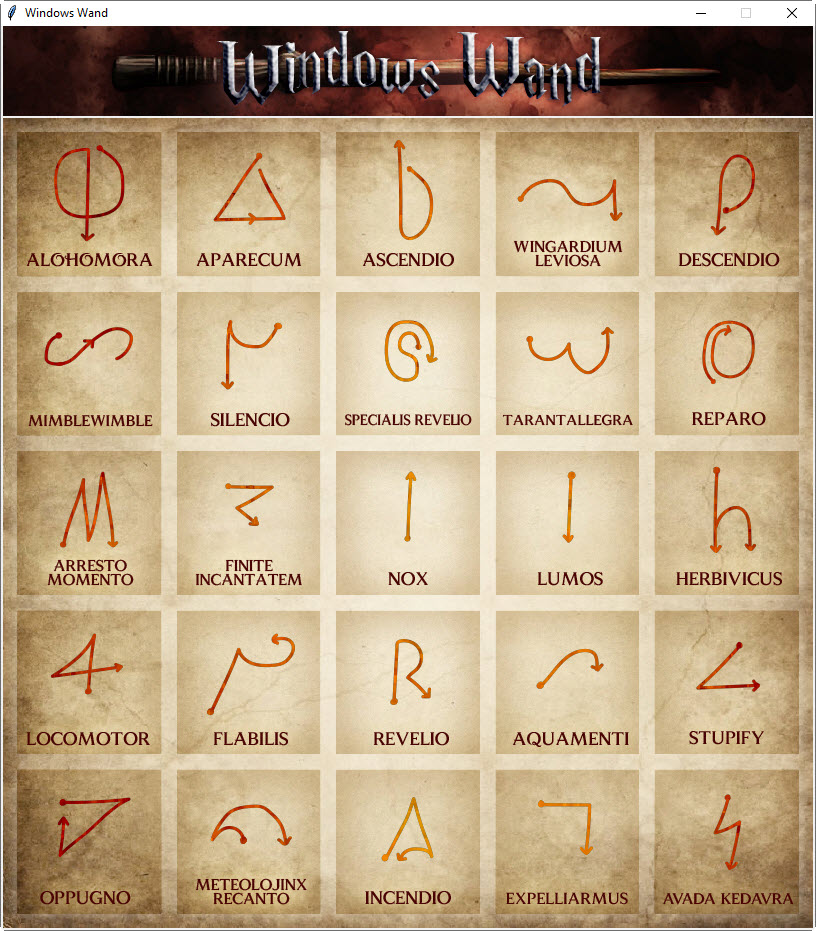 Windows Wand
Windows Wand
ALOHOMORA
APARECUM
ASCENDIO
WINGARDIUM
LEVIOSA
DESCENDIO
MIMBLEWIMBLE
SILENCIO
SPECIALIS REVELIO
TARANTALLEGRA
REPARO
ARRESTO
MOMENTO
FINITE
INCANTATEM
NOX
LUMOS
HERBIVICUS
LOCOMOTOR
FLABILIS
REVELIO
AQUAMENTI
STUPIFY
OPPUGNO
METEOLOJINX
RECANTO
INCENDIO
EXPELLIARMUS
AVADA KEDAVRA